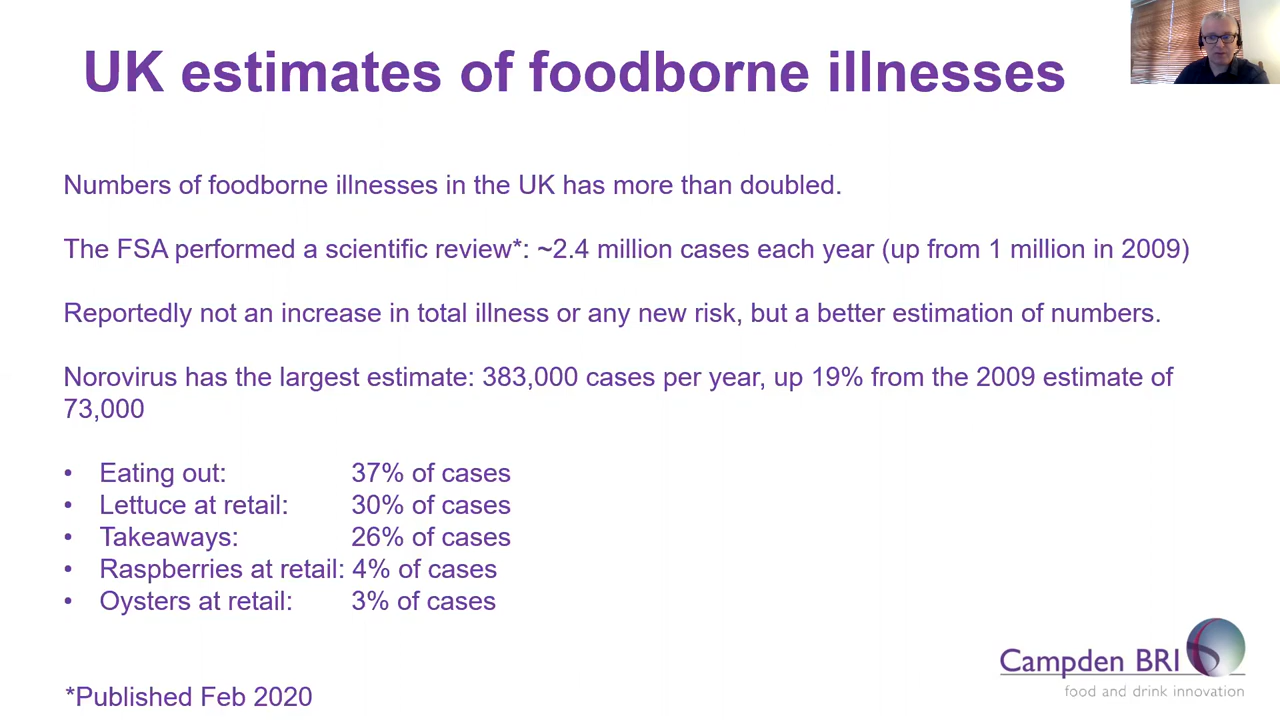 UK estimates of foodborne illnesses
Numbers of foodborne illnesses in the UK has more than doubled.
The FSA performed a scientific review*: ~2.4 million cases each year (up from 1 million in 2009)
Reportedly not an increase in total illness or any new risk, but a better estimation of numbers.
Norovirus has the largest estimate: 383,000 cases per year, up 19% from the 2009 estimate of
73,000
• Eating out: 37% of cases
• Lettuce at retail: 30% of cases
• Takeaways: 26% of cases
• Raspberries at retail: 4% of cases
• Oysters at retail: 3% of cases
Campden BRI
food and drink innovation
*Published Feb 2020